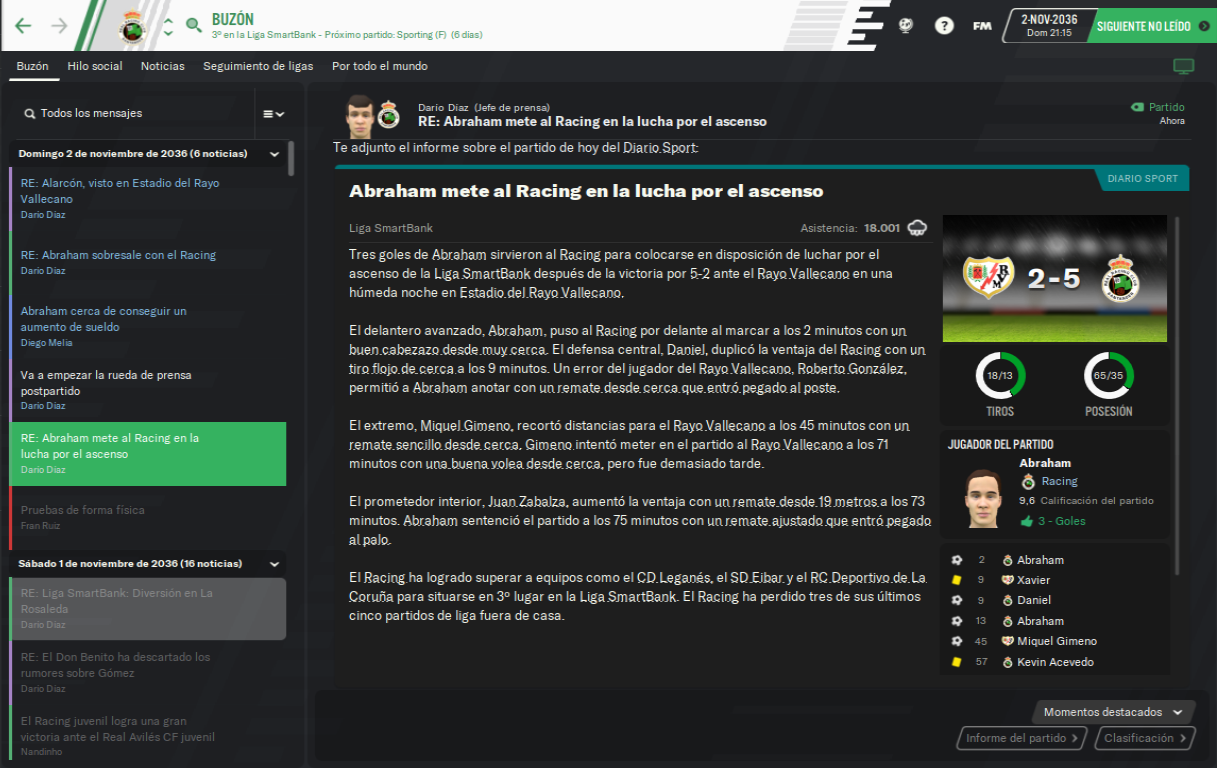 BUZÓN
3º en la Liga SmartBank - Próximo partido: Sporting (F) (6 días)
?
FM
2-NOV-2036
Dom 21:15
SIGUIENTE NO LEÍDO
Buzón
Hilo social
Noticias
Seguimiento de ligas
Por todo el mundo
Todos los mensajes
Domingo 2 de noviembre de 2036 (6 noticias)
RE: Alarcón, visto en Estadio del Rayo
Vallecano
Darío Díaz
RE: Abraham sobresale con el Racing
Darío Díaz
Abraham cerca de conseguir un
aumento de sueldo
Diego Melia
Va a empezar la rueda de prensa
postpartido
Darío Díaz
RE: Abraham mete al Racing en la
lucha por el ascenso
Darío Díaz
Pruebas de forma física
Fran Ruiz
Sábado 1 de noviembre de 2036 (16 noticias)
RE: Liga SmartBank: Diversión en La
Rosaleda
Darío Díaz
RE: El Don Benito ha descartado los
rumores sobre Gómez
Darío Díaz
El Racing juvenil logra una gran
victoria ante el Real Avilés CF juvenil
Nandinho
Darío Díaz (Jefe de prensa)
RE: Abraham mete al Racing en la lucha por el ascenso
Partido
Ahora
Te adjunto el informe sobre el partido de hoy del Diario Sport:
DIARIO SPORT
Abraham mete al Racing en la lucha por el ascenso
Liga SmartBank
Asistencia: 18.001
Tres goles de Abraham sirvieron al Racing para colocarse en disposición de luchar por el
ascenso de la Liga SmartBank después de la victoria por 5-2 ante el Rayo Vallecano en una
húmeda noche en Estadio del Rayo Vallecano.
El delantero avanzado, Abraham, puso al Racing por delante al marcar a los 2 minutos con un
buen cabezazo desde muy cerca. El defensa central, Daniel, duplicó la ventaja del Racing con un
tiro flojo de cerca a los 9 minutos. Un error del jugador del Rayo Vallecano, Roberto González,
permitió a Abraham anotar con un remate desde cerca que entró pegado al poste.
El extremo, Miquel Gimeno, recortó distancias para el Rayo Vallecano a los 45 minutos con un
remate sencillo desde cerca. Gimeno intentó meter en el partido al Rayo Vallecano a los 71
minutos con una buena volea desde cerca, pero fue demasiado tarde.
El prometedor interior, Juan Zabalza, aumentó la ventaja con un remate desde 19 metros a los 73
minutos. Abraham sentenció el partido a los 75 minutos con un remate ajustado que entró pegado
al palo.
El Racing ha logrado superar a equipos como el CD Leganés, el SD Eibar y el RC Deportivo de La
Coruña para situarse en 3º lugar en la Liga SmartBank. El Racing ha perdido tres de sus últimos
cinco partidos de liga fuera de casa.
2-5
18/13
65/35
TIROS
POSESIÓN
JUGADOR DEL PARTIDO
Abraham
Racing
9,6 Calificación del partido
3 - Goles
2 Abraham
9 Xavier
9 Daniel
13 Abraham
45 Miquel Gimeno
57 Kevin Acevedo
Momentos destacados
Informe del partido
Clasificación